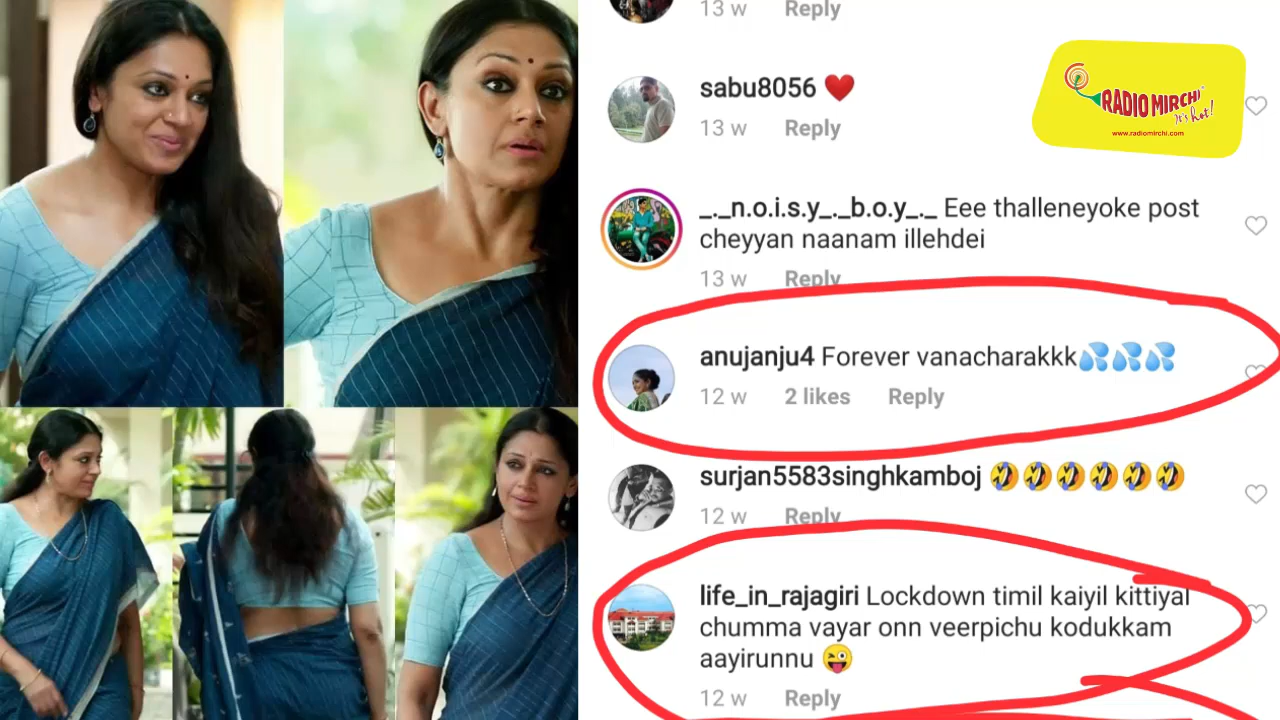 13 w Reply
RADIO MIRCHI
it's hot!
www.radiomirchi.com
sabu8056 ❤️
13 w Reply
_._n.o.i.s.y_._b.o.y_._ Eee thalleneyoke post
cheyyan naanam illehdei
13 w Reply
anujanju4 Forever vanacharakkk💦💦💦
12 w 2 likes Reply
surjan5583singhkamboj 🤣🤣🤣🤣🤣🤣
12 w Reply
life_in_rajagiri Lockdown timil kaiyil kittiyal
chumma vayar onn veerpichu kodukkam
aayirunnu 😜
12 w Reply